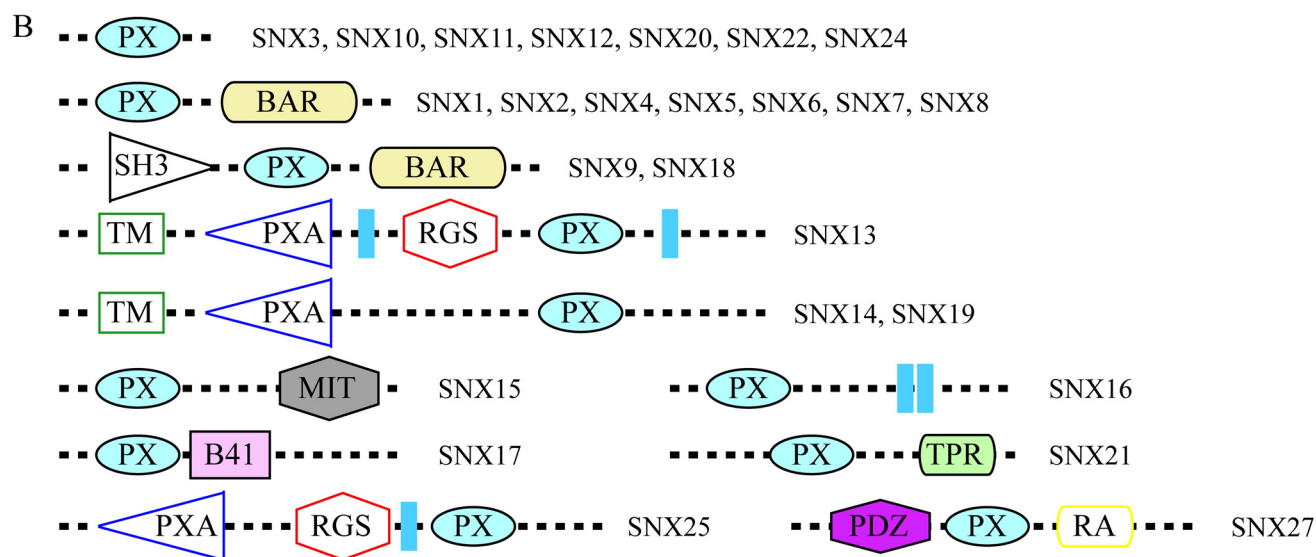 B
PX SNX3, SNX10, SNX11, SNX12, SNX20, SNX22, SNX24
PX BAR SNX1, SNX2, SNX4, SNX5, SNX6, SNX7, SNX8
SH3 PX BAR SNX9, SNX18
TM PXA RGS PX SNX13
TM PXA PX SNX14, SNX19
PX MIT SNX15 PX SNX16
PX B41 SNX17 PX TPR SNX21
PXA RGS PX SNX25 PDZ PX RA SNX27